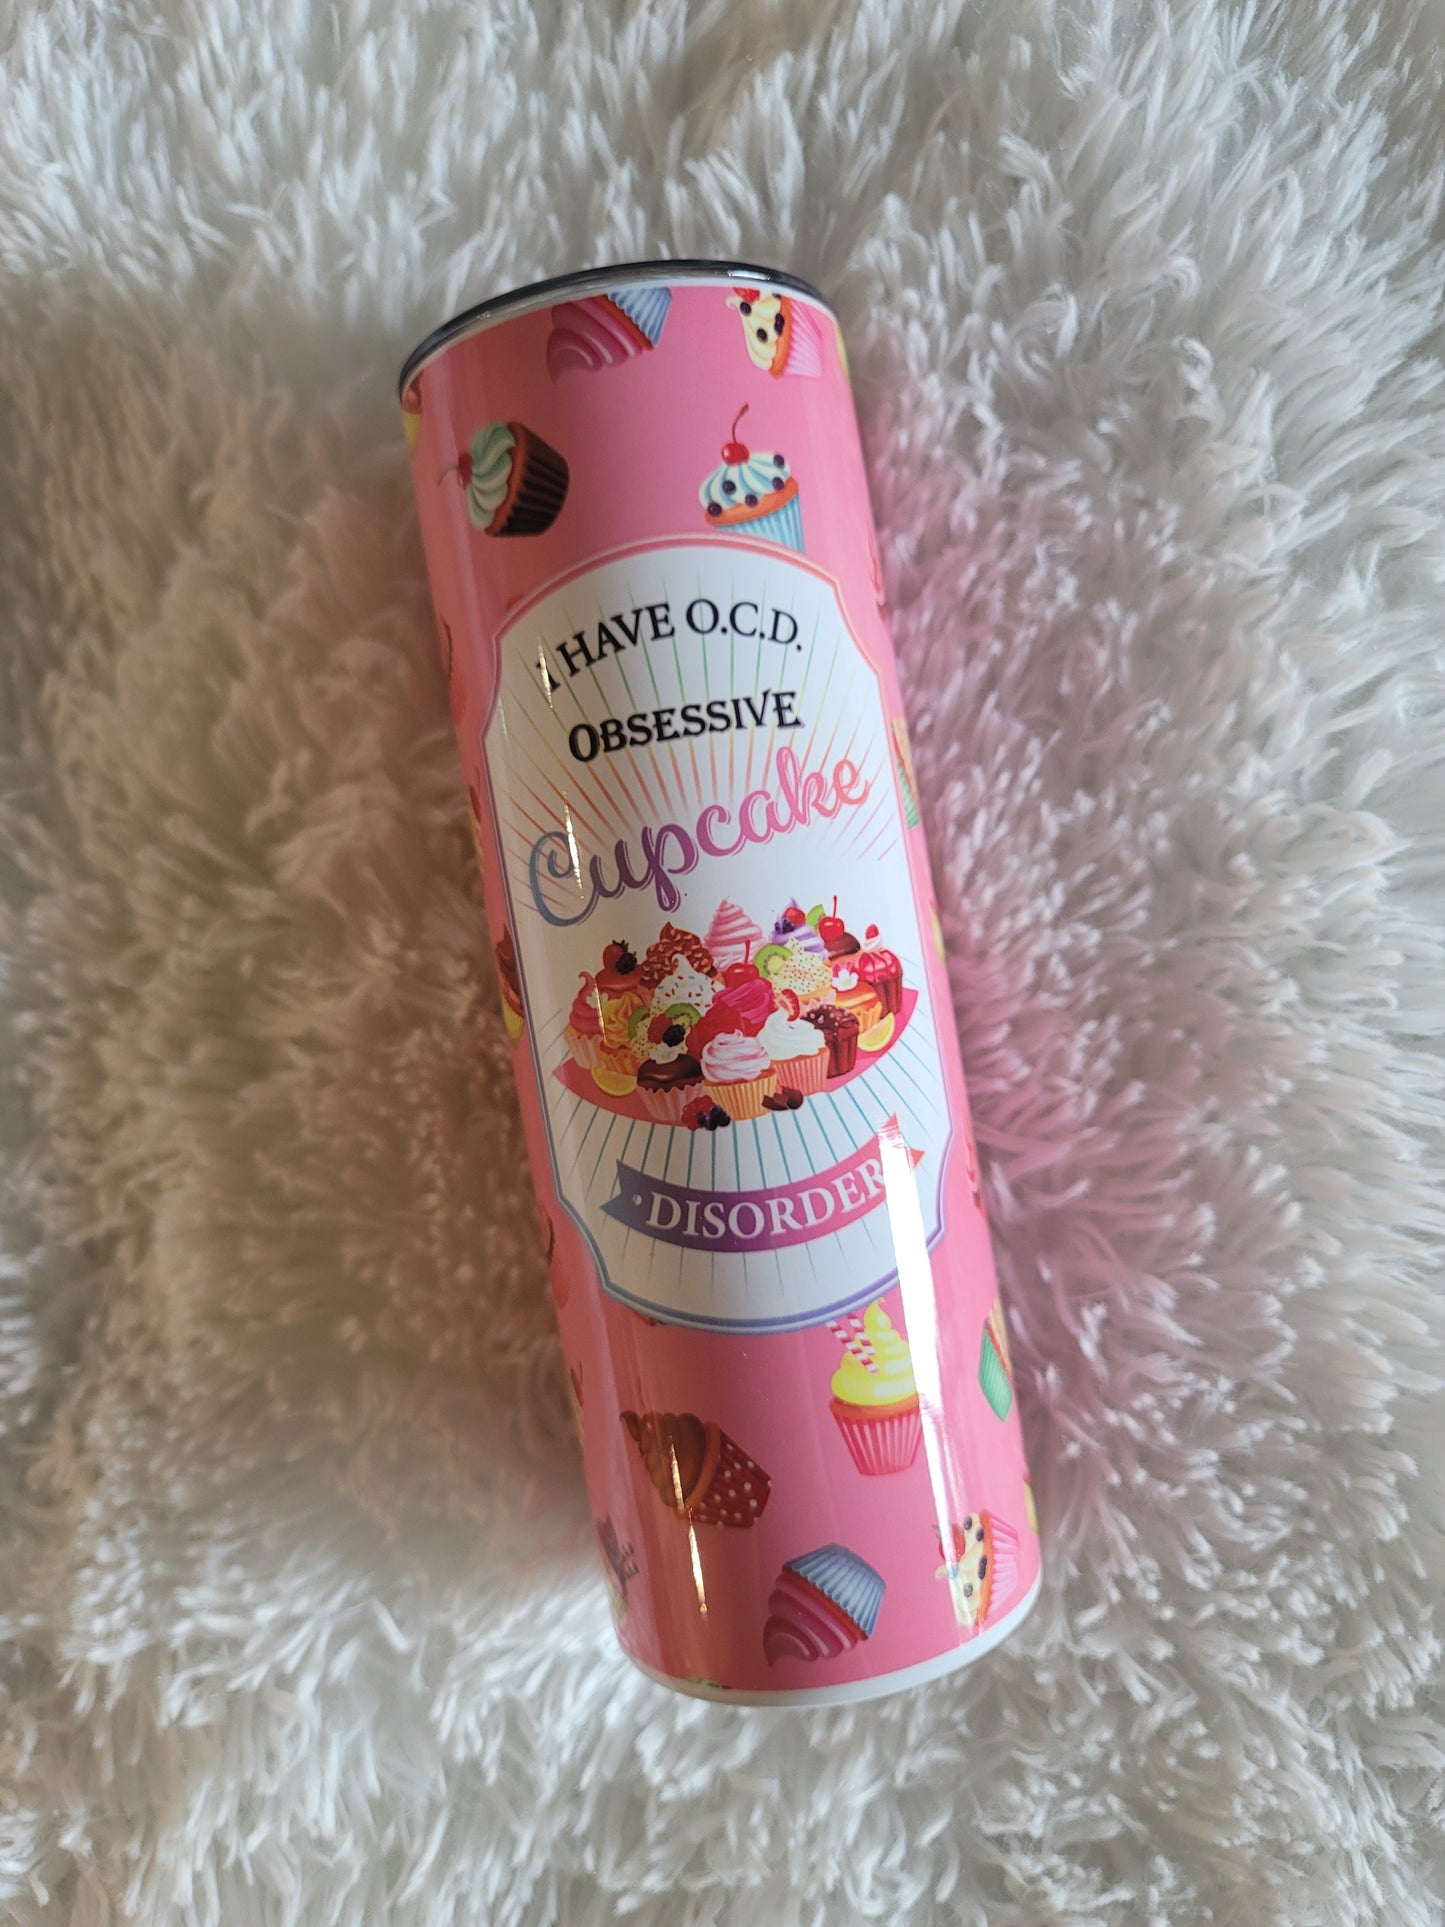 I HAVE O.C.D.
OBSESSIVE
Cupcake
DISORDER